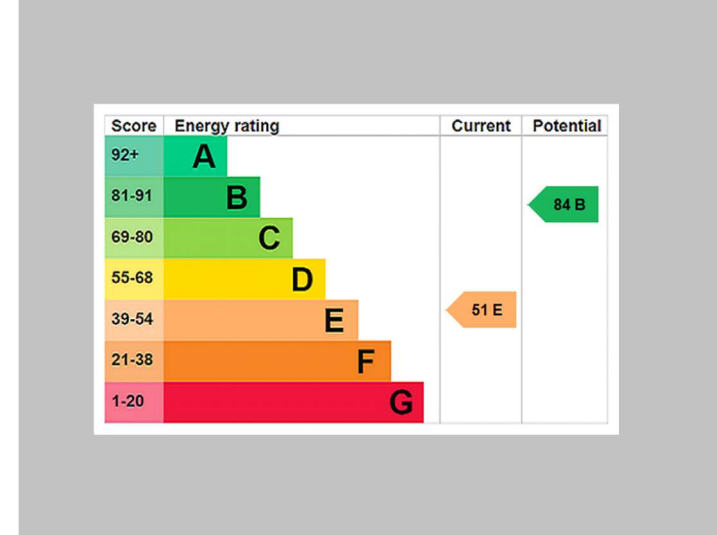 Score Energy rating Current Potential
92+ A
81-91 B 84 B
69-80 C
55-68 D
39-54 E 51 E
21-38 F
1-20 G